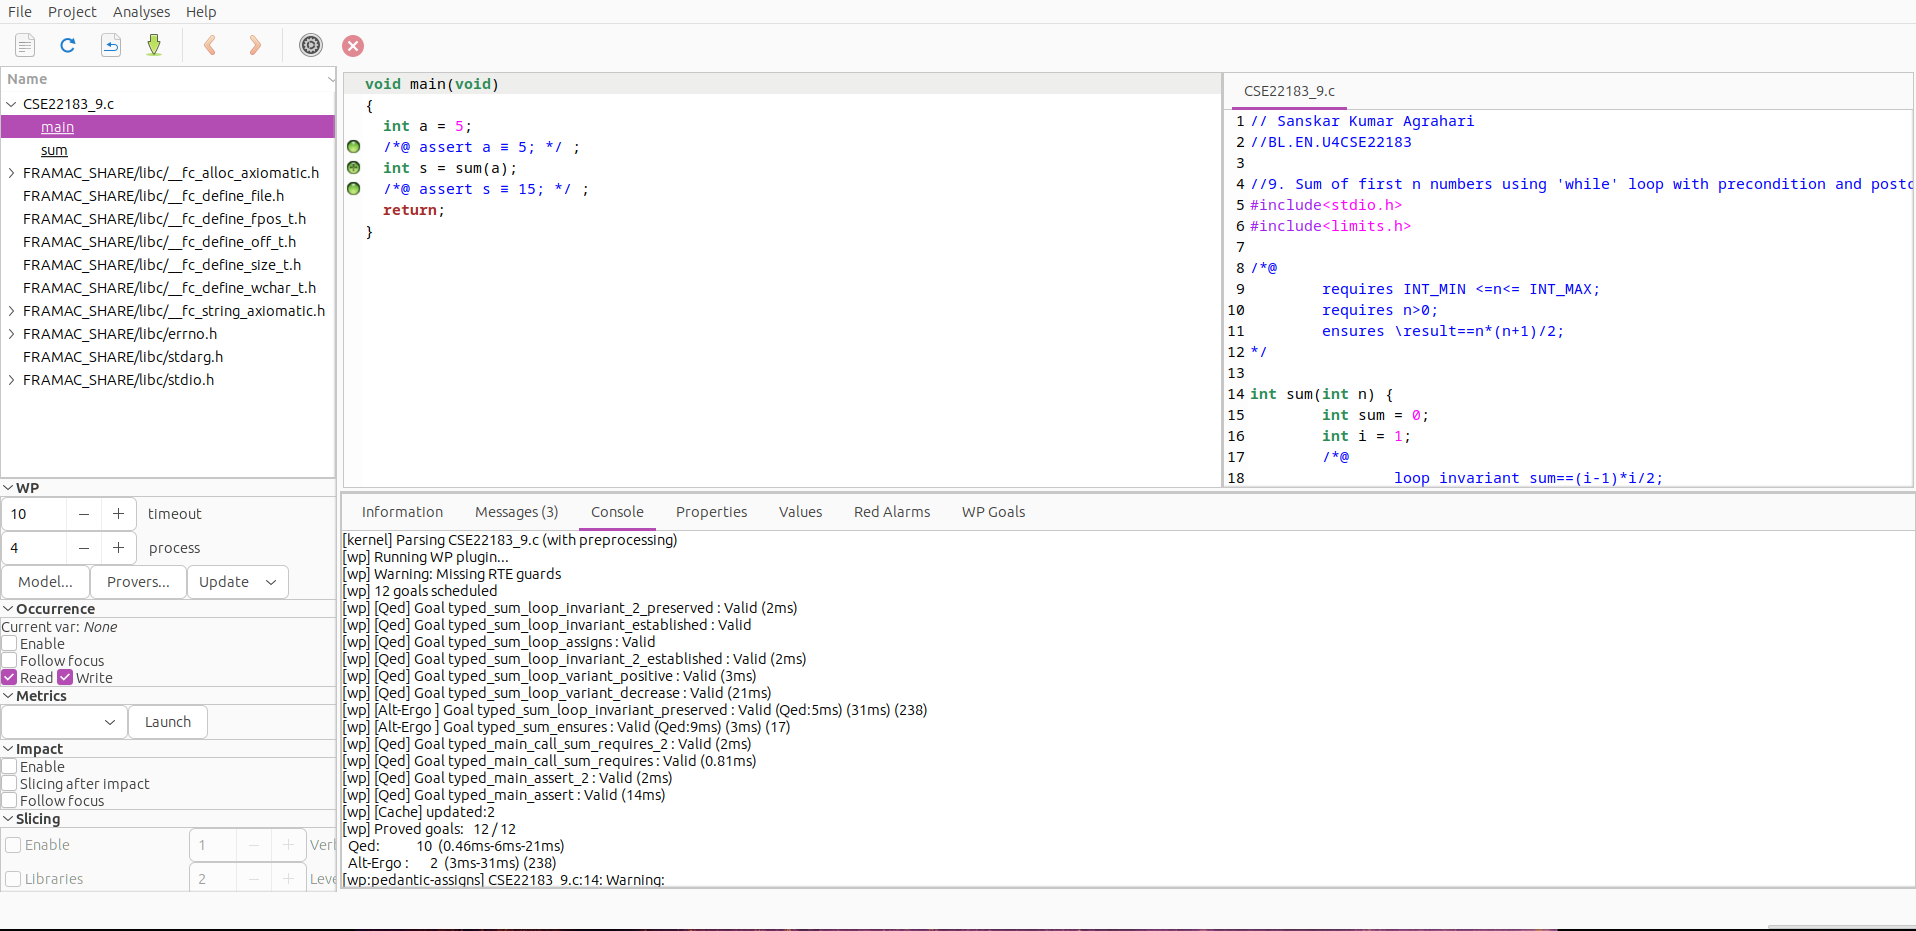 File Project Analyses Help
Name
CSE22183_9.c
main
sum
FRAMAC_SHARE/libc/__fc_alloc_axiomatic.h
FRAMAC_SHARE/libc/__fc_define_file.h
FRAMAC_SHARE/libc/__fc_define_fpos_t.h
FRAMAC_SHARE/libc/__fc_define_off_t.h
FRAMAC_SHARE/libc/__fc_define_size_t.h
FRAMAC_SHARE/libc/__fc_define_wchar_t.h
FRAMAC_SHARE/libc/__fc_string_axiomatic.h
FRAMAC_SHARE/libc/errno.h
FRAMAC_SHARE/libc/stdarg.h
FRAMAC_SHARE/libc/stdio.h
WP
10 − + timeout
4 − + process
Model... Provers... Update
Occurrence
Current var: None
Enable
Follow focus
Read Write
Metrics
Launch
Impact
Enable
Slicing after impact
Follow focus
Slicing
Enable 1 − +
Libraries 2 − +
void main(void)
{
int a = 5;
/*@ assert a ≡ 5; */ ;
int s = sum(a);
/*@ assert s ≡ 15; */ ;
return;
}
CSE22183_9.c
1 // Sanskar Kumar Agrahari
2 //BL.EN.U4CSE22183
3
4 //9. Sum of first n numbers using 'while' loop with precondition and postc
5 #include<stdio.h>
6 #include<limits.h>
7
8 /*@
9 requires INT_MIN <=n<= INT_MAX;
10 requires n>0;
11 ensures \result==n*(n+1)/2;
12 */
13
14 int sum(int n) {
15 int sum = 0;
16 int i = 1;
17 /*@
18 loop invariant sum==(i-1)*i/2;
Information Messages (3) Console Properties Values Red Alarms WP Goals
[kernel] Parsing CSE22183_9.c (with preprocessing)
[wp] Running WP plugin...
[wp] Warning: Missing RTE guards
[wp] 12 goals scheduled
[wp] [Qed] Goal typed_sum_loop_invariant_2_preserved : Valid (2ms)
[wp] [Qed] Goal typed_sum_loop_invariant_established : Valid
[wp] [Qed] Goal typed_sum_loop_assigns : Valid
[wp] [Qed] Goal typed_sum_loop_invariant_2_established : Valid (2ms)
[wp] [Qed] Goal typed_sum_loop_variant_positive : Valid (3ms)
[wp] [Qed] Goal typed_sum_loop_variant_decrease : Valid (21ms)
[wp] [Alt-Ergo ] Goal typed_sum_loop_invariant_preserved : Valid (Qed:5ms) (31ms) (238)
[wp] [Alt-Ergo ] Goal typed_sum_ensures : Valid (Qed:9ms) (3ms) (17)
[wp] [Qed] Goal typed_main_call_sum_requires_2 : Valid (2ms)
[wp] [Qed] Goal typed_main_call_sum_requires : Valid (0.81ms)
[wp] [Qed] Goal typed_main_assert_2 : Valid (2ms)
[wp] [Qed] Goal typed_main_assert : Valid (14ms)
[wp] [Cache] updated:2
[wp] Proved goals: 12 / 12
Qed: 10 (0.46ms-6ms-21ms)
Alt-Ergo : 2 (3ms-31ms) (238)
[wp:pedantic-assigns] CSE22183_9.c:14: Warning: